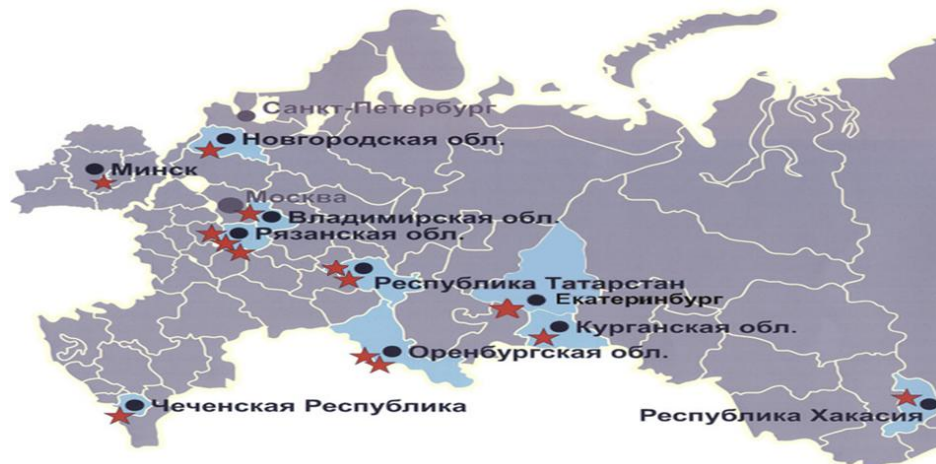 Санкт-Петербург
Новгородская обл.
Минск
Москва
Владимирская обл.
Рязанская обл.
Республика Татарстан
Екатеринбург
Курганская обл.
Оренбургская обл.
Чеченская Республика
Республика Хакасия